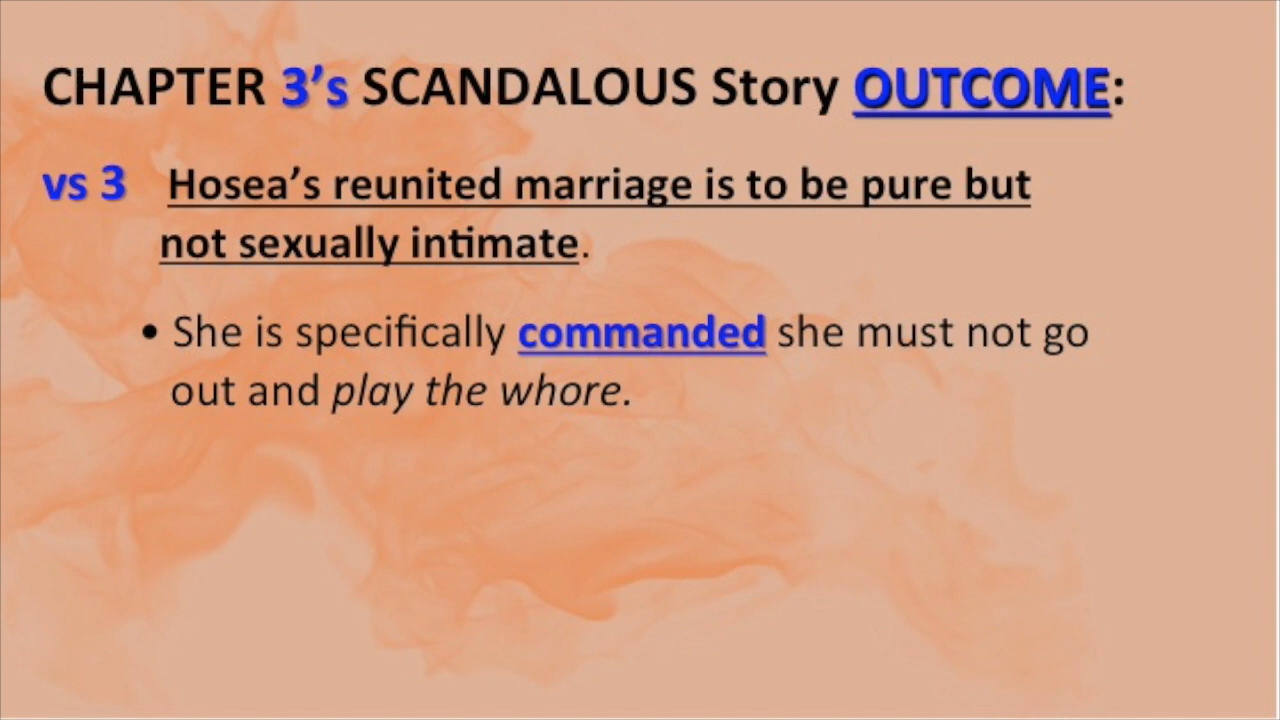 CHAPTER 3’s SCANDALOUS Story OUTCOME:
vs 3 Hosea’s reunited marriage is to be pure but
not sexually intimate.
• She is specifically commanded she must not go
out and play the whore.